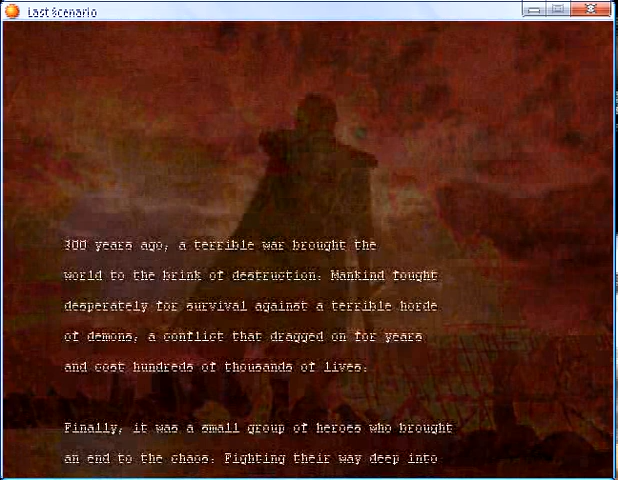 Last Scenario
300 years ago, a terrible war brought the
world to the brink of destruction. Mankind fought
desperately for survival against a terrible horde
of demons, a conflict that dragged on for years
and cost hundreds of thousands of lives.
Finally, it was a small group of heroes who brought
an end to the chaos. Fighting their way deep into